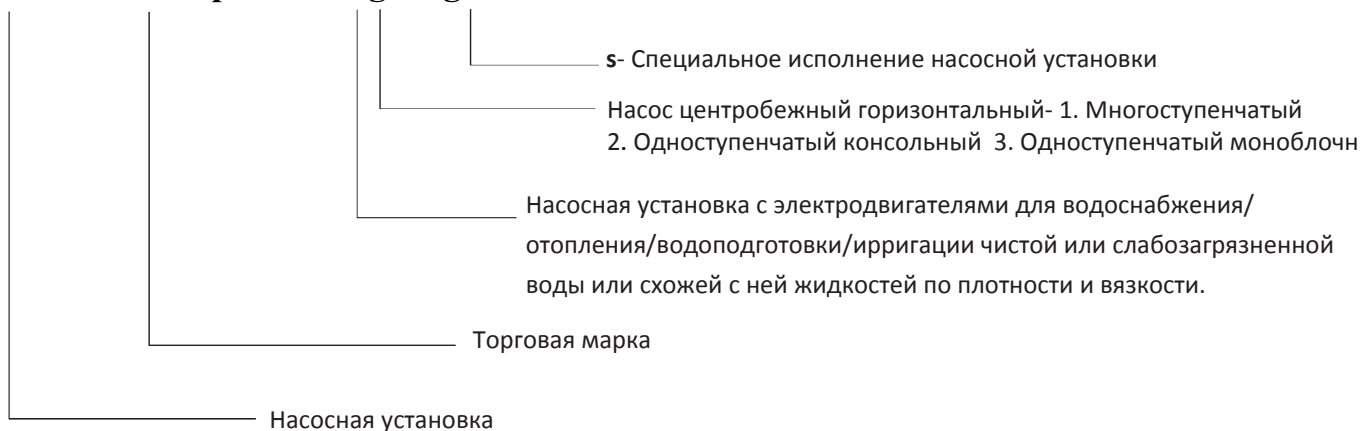 s- Специальное исполнение насосной установки
Насос центробежный горизонтальный- 1. Многоступенчатый
2. Одноступенчатый консольный 3. Одноступенчатый моноблочн
Насосная установка с электродвигателями для водоснабжения/
отопления/водоподготовки/ирригации чистой или слабозагрязненной
воды или схожей с ней жидкостей по плотности и вязкости.
Торговая марка
Насосная установка